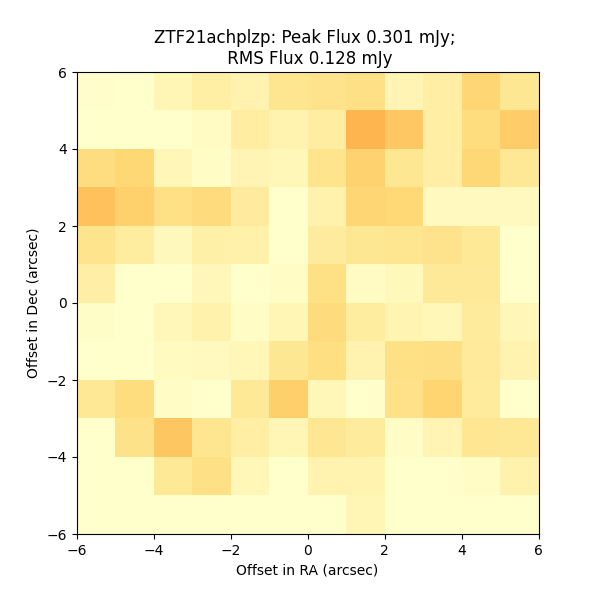 ZTF21achplzp: Peak Flux 0.301 mJy;
RMS Flux 0.128 mJy
6
4
2
0
−2
−4
−6
Offset in Dec (arcsec)
−6 −4 −2 0 2 4 6
Offset in RA (arcsec)